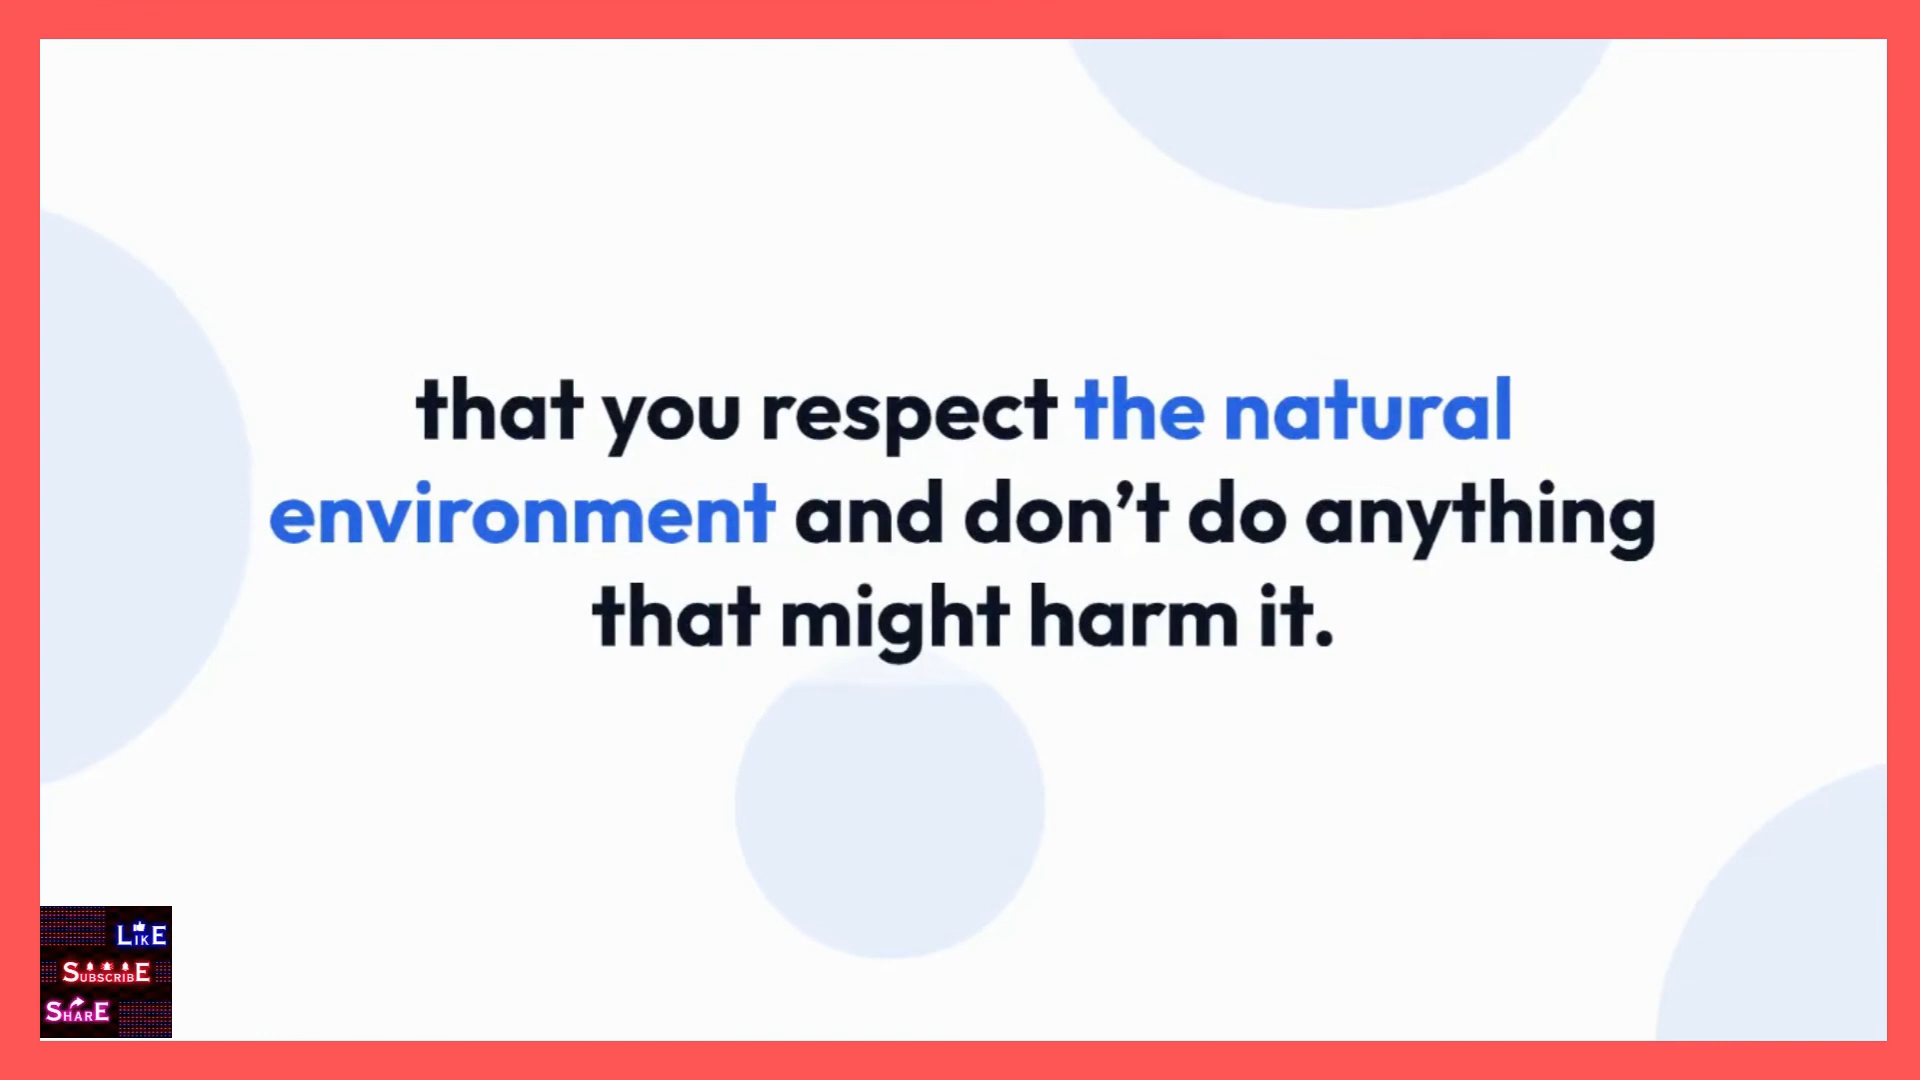 that you respect the natural
environment and don’t do anything
that might harm it.
LIKE
SUBSCRIBE
SHARE